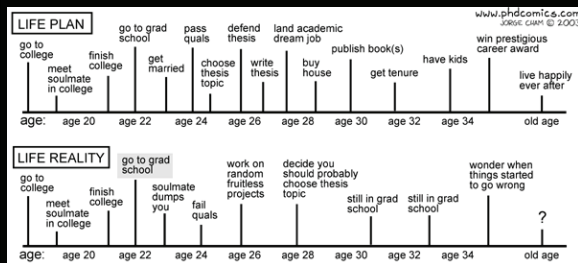 www.phdcomics.com
JORGE CHAM © 2003
LIFE PLAN
go to
college
meet
soulmate
in college
finish
college
go to grad
school
get
married
pass
quals
choose
thesis
topic
defend
thesis
write
thesis
land academic
dream job
buy
house
publish book(s)
get tenure
have kids
win prestigious
career award
live happily
ever after
age:
age 20
age 22
age 24
age 26
age 28
age 30
age 32
age 34
old age
LIFE REALITY
go to
college
meet
soulmate
in college
finish
college
go to grad
school
soulmate
dumps
you
fail
quals
work on
random
fruitless
projects
decide you
should probably
choose thesis
topic
still in grad
school
still in grad
school
wonder when
things started
to go wrong
?
age:
age 20
age 22
age 24
age 26
age 28
age 30
age 32
age 34
old age